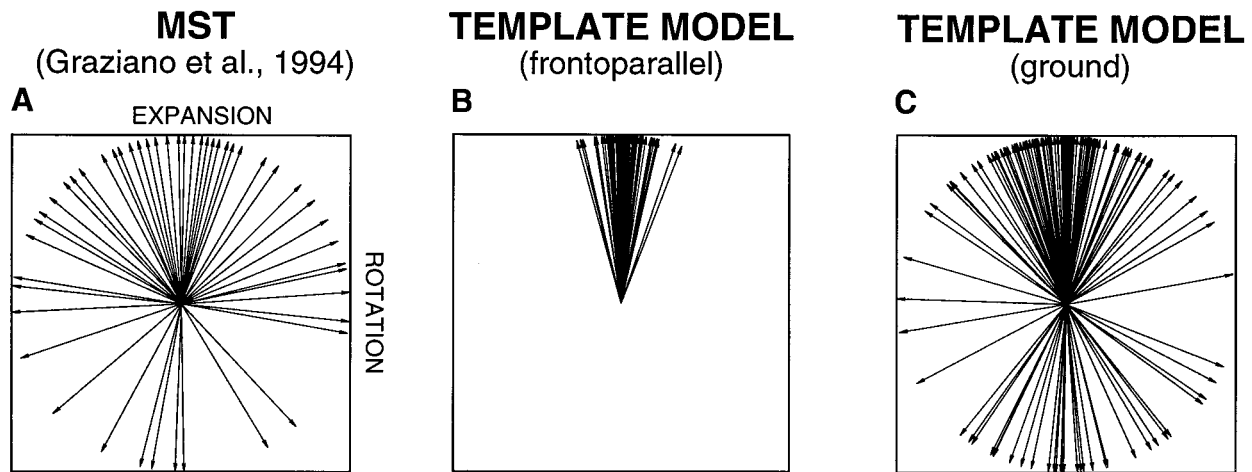 MST
(Graziano et al., 1994)
A
EXPANSION
ROTATION
TEMPLATE MODEL
(frontoparallel)
B
TEMPLATE MODEL
(ground)
C